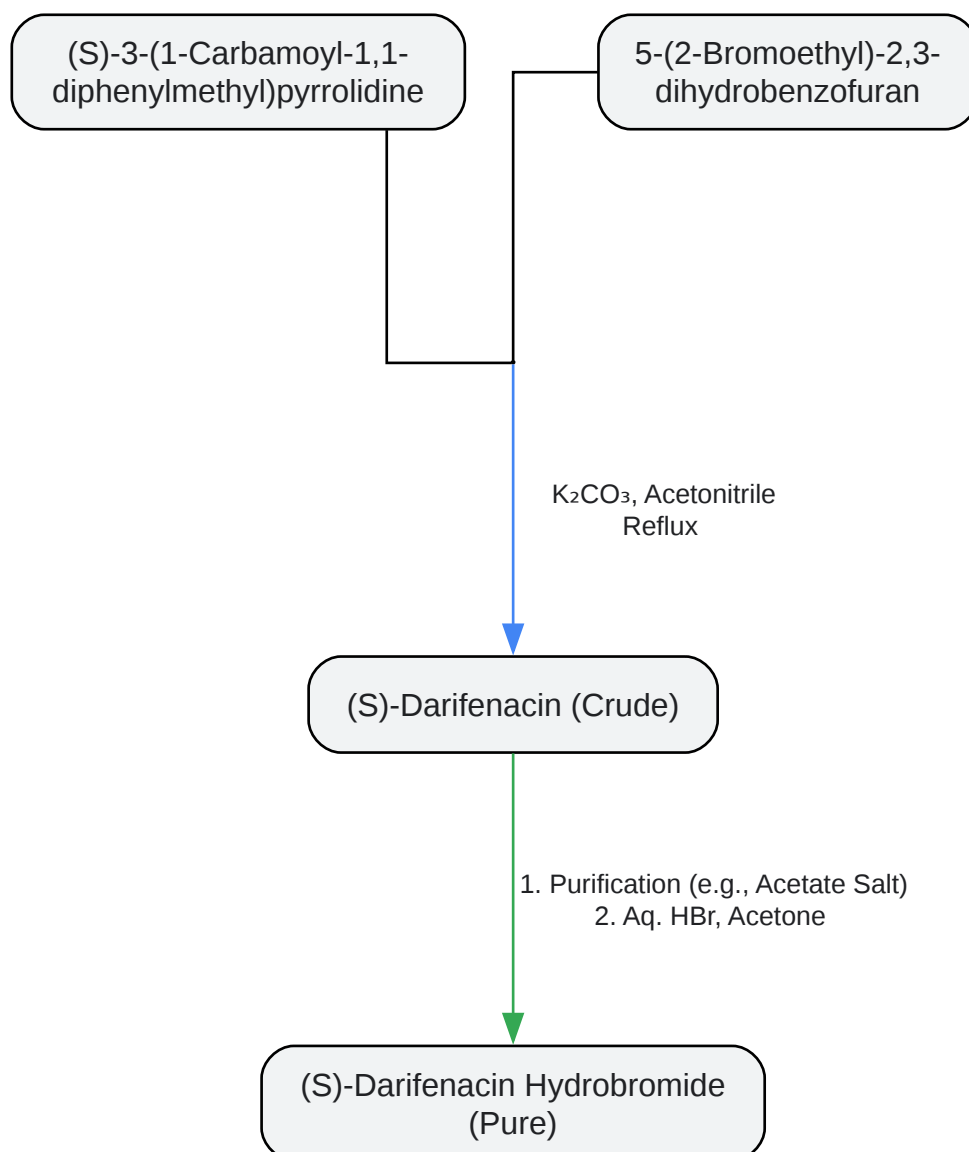 (S)-3-(1-Carbamoyl-1,1-
diphenylmethyl)pyrrolidine
5-(2-Bromoethyl)-2,3-
dihydrobenzofuran
K₂CO₃, Acetonitrile
Reflux
(S)-Darifenacin (Crude)
1. Purification (e.g., Acetate Salt)
2. Aq. HBr, Acetone
(S)-Darifenacin Hydrobromide
(Pure)